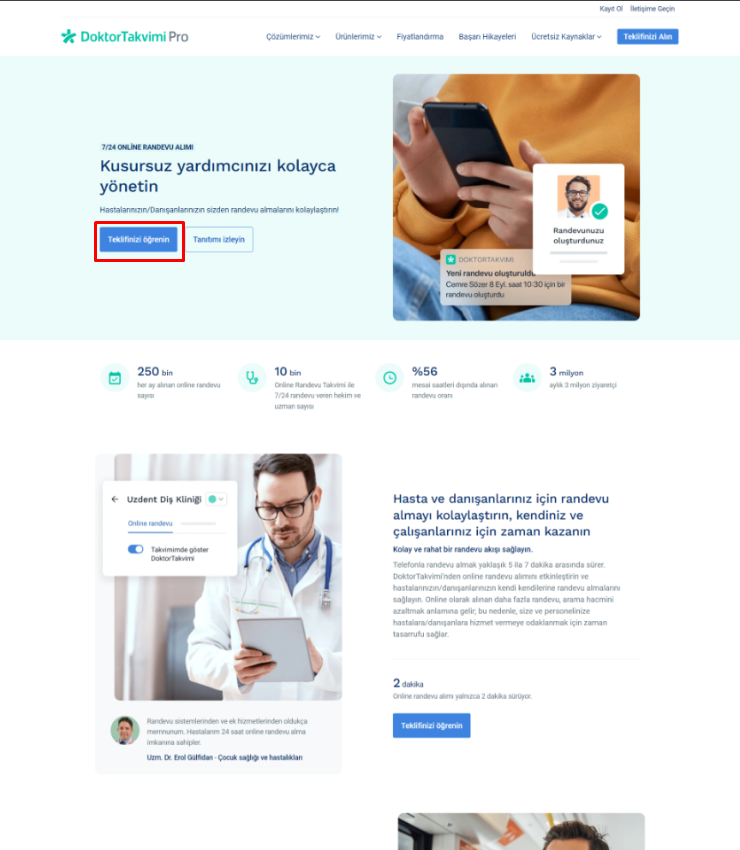 Kayıt Ol İletişime Geçin
DoktorTakvimi Pro
Çözümlerimiz Ürünlerimiz Fiyatlandırma Başarı Hikayeleri Ücretsiz Kaynaklar Teklifinizi Alın
7/24 ONLİNE RANDEVU ALIMI
Kusursuz yardımcınızı kolayca
yönetin
Hastalarınızın/Danışanlarınızın sizden randevu almalarını kolaylaştırın!
Teklifinizi öğrenin Tanıtımı izleyin
Randevunuzu
oluşturdunuz
DOKTORTAKVIMI
Yeni randevu oluşturuldu
Cemre Sözer 8 Eyl. saat 10:30 için bir
randevu oluşturdu
250 bin
her ay alınan online randevu
sayısı
10 bin
Online Randevu Takvimi ile
7/24 randevu veren hekim ve
uzman sayısı
%56
mesai saatleri dışında alınan
randevu oranı
3 milyon
aylık 3 milyon ziyaretçi
Uzdent Diş Kliniği
Online randevu
Takvimimde göster
DoktorTakvimi
Randevu sistemlerinden ve ek hizmetlerinden oldukça
memnunum. Hastalarım 24 saat online randevu alma
imkanına sahipler.
Uzm. Dr. Erol Gülfidan - Çocuk sağlığı ve hastalıkları
Hasta ve danışanlarınız için randevu
almayı kolaylaştırın, kendiniz ve
çalışanlarınız için zaman kazanın
Kolay ve rahat bir randevu akışı sağlayın.
Telefonla randevu almak yaklaşık 5 ila 7 dakika arasında sürer.
DoktorTakvimi'nden online randevu alımını etkinleştirin ve
hastalarınızın/danışanlarınızın kendi kendilerine randevu almalarını
sağlayın. Online olarak alınan daha fazla randevu, arama hacmini
azaltmak anlamına gelir; bu nedenle, size ve personelinize
hastalara/danışanlara hizmet vermeye odaklanmak için zaman
tasarrufu sağlar.
2 dakika
Online randevu alımı yalnızca 2 dakika sürüyor.
Teklifinizi öğrenin